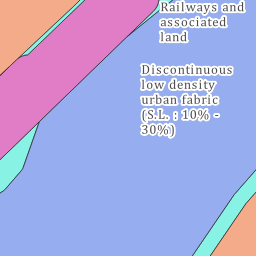 Railways and
associated
land
Discontinuous
low density
urban fabric
(S.L. : 10% -
30%)